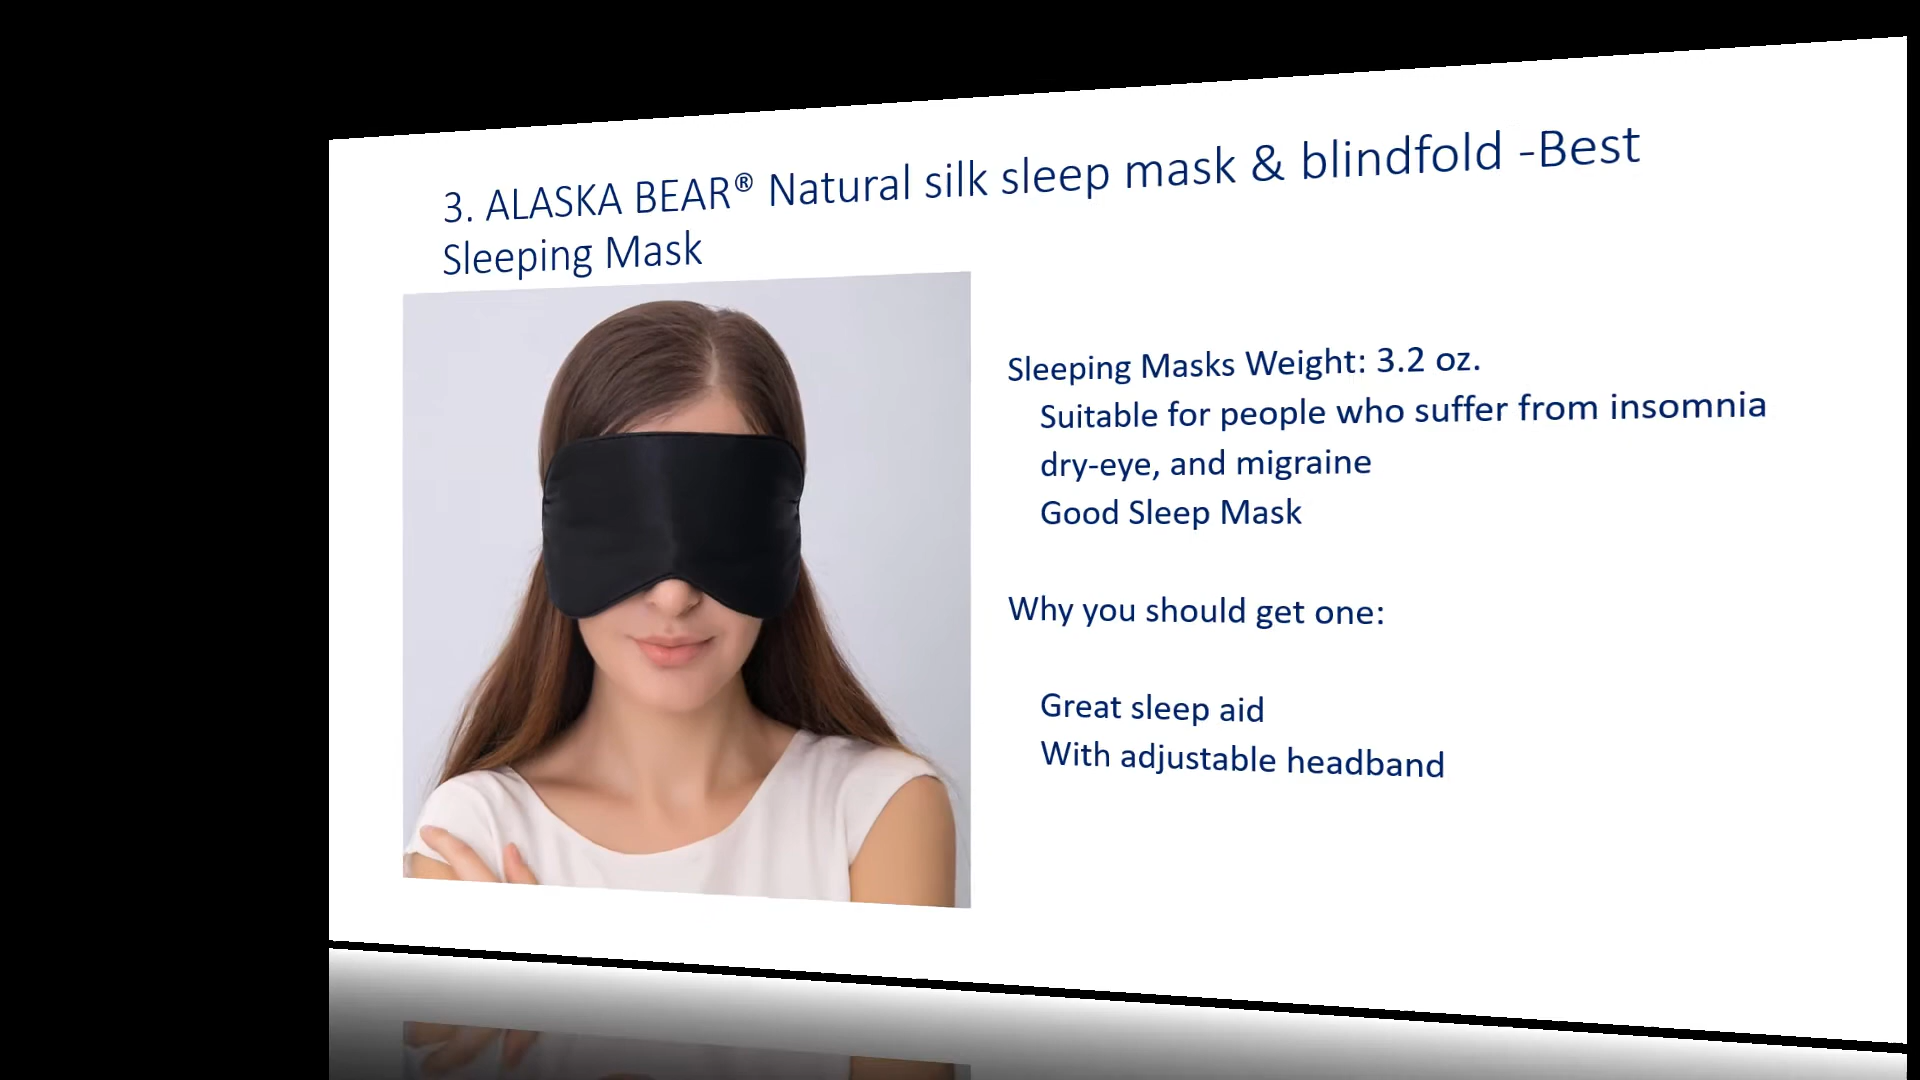 3. ALASKA BEAR® Natural silk sleep mask & blindfold -Best
Sleeping Mask
Sleeping Masks Weight: 3.2 oz.
Suitable for people who suffer from insomnia
dry-eye, and migraine
Good Sleep Mask
Why you should get one:
Great sleep aid
With adjustable headband